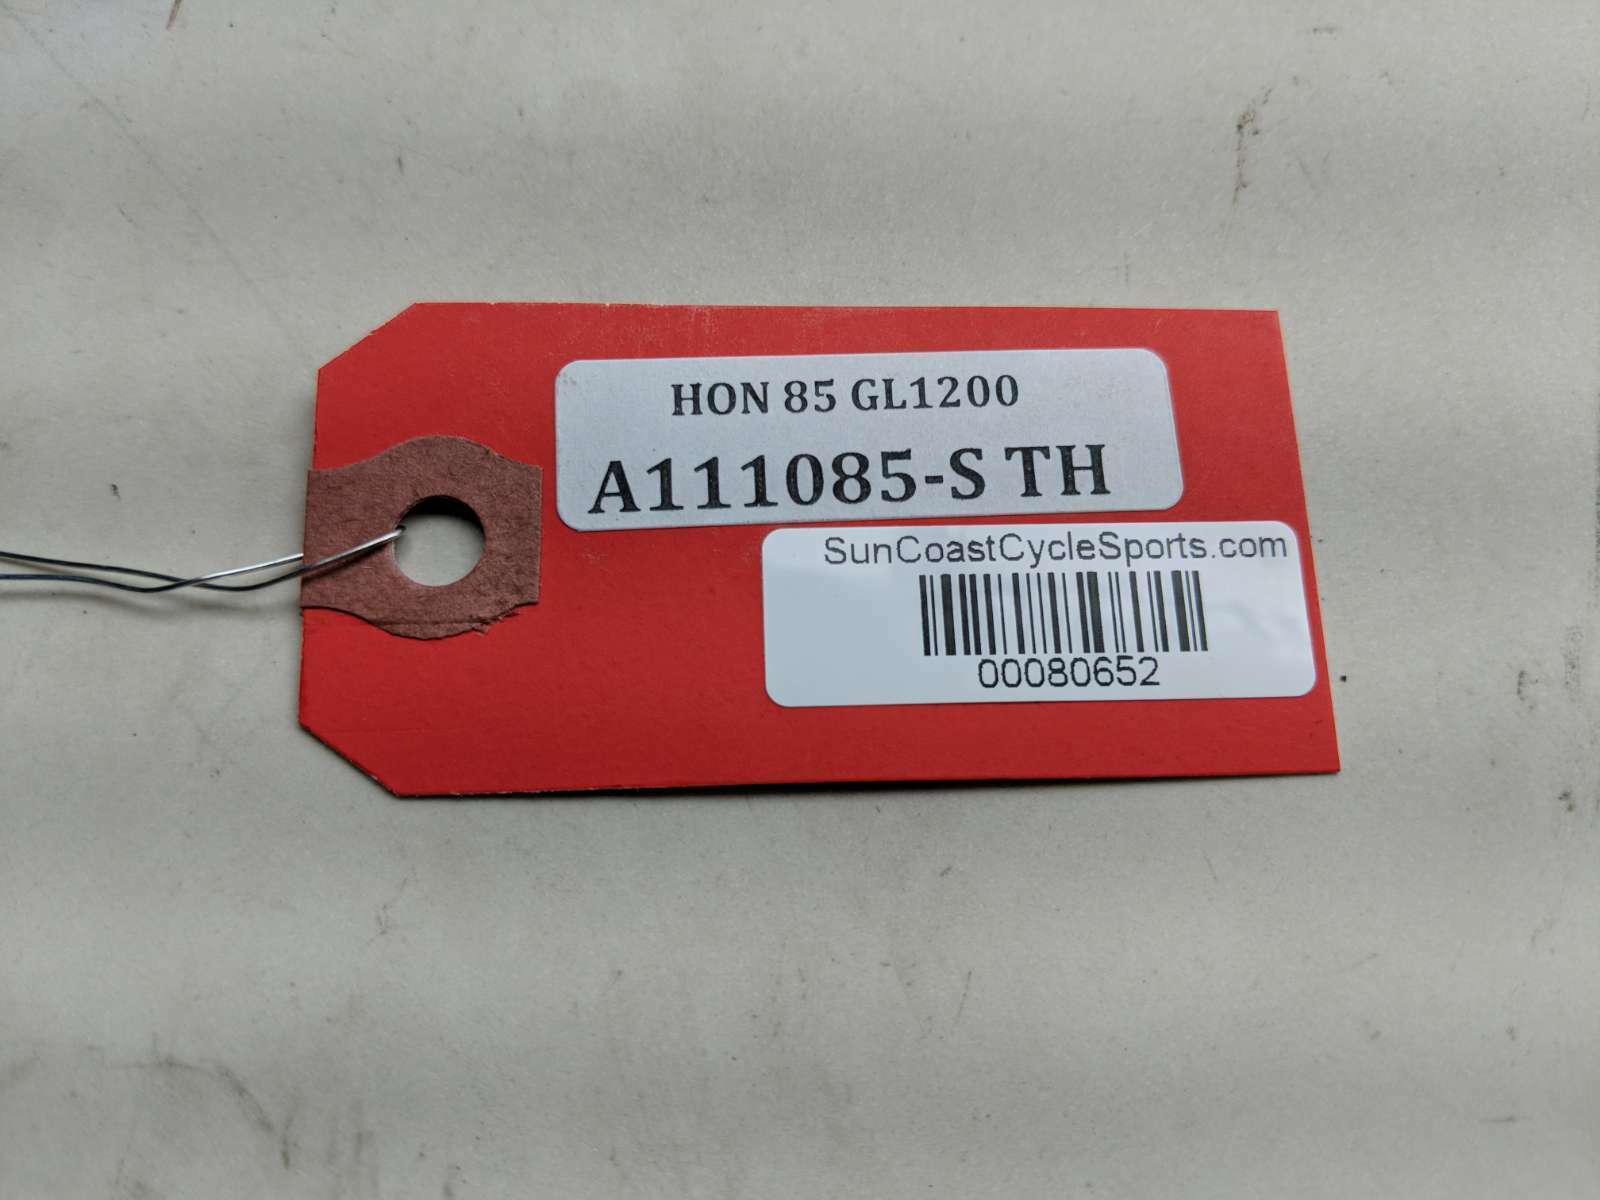 HON 85 GL1200
A111085-S TH
SunCoastCycleSports.com
00080652